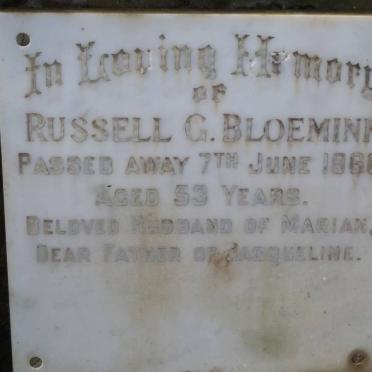 In Loving Memory
OF
RUSSELL G. BLOEMINK
PASSED AWAY 7TH JUNE
AGED 53 YEARS.
BELOVED HUSBAND OF MARIAN,
DEAR FATHER OF JACQUELINE.